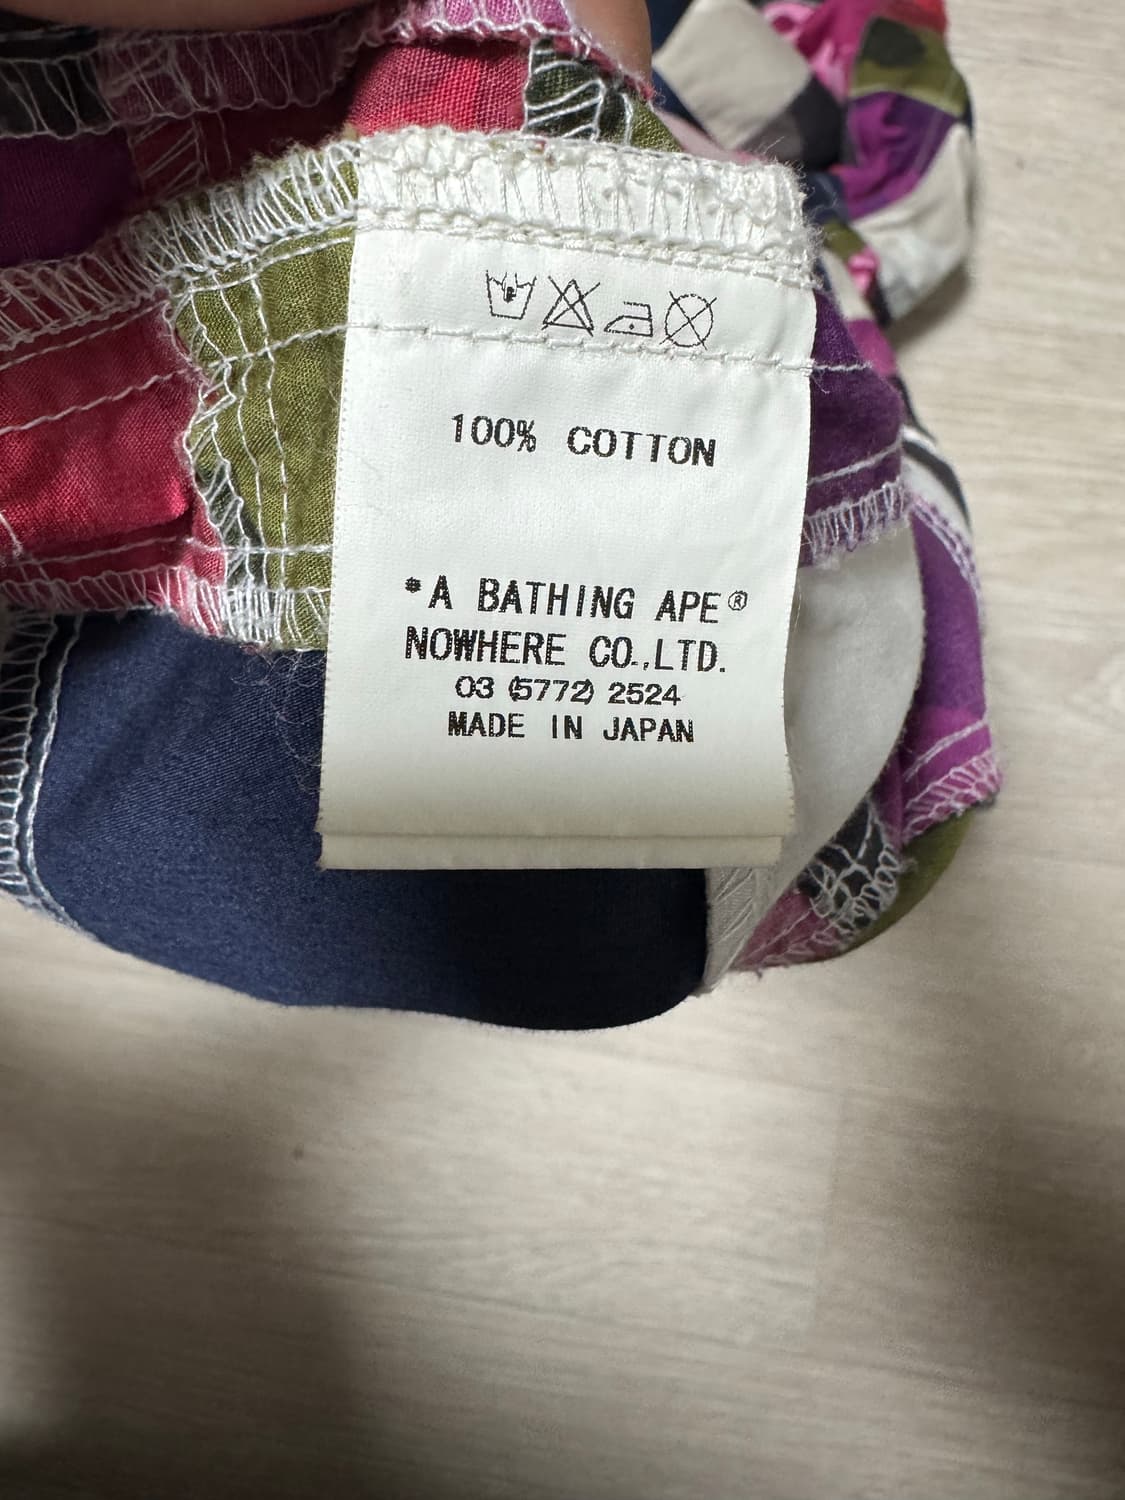 100% COTTON
*A BATHING APE®
NOWHERE CO.,LTD.
03 (5772) 2524
MADE IN JAPAN